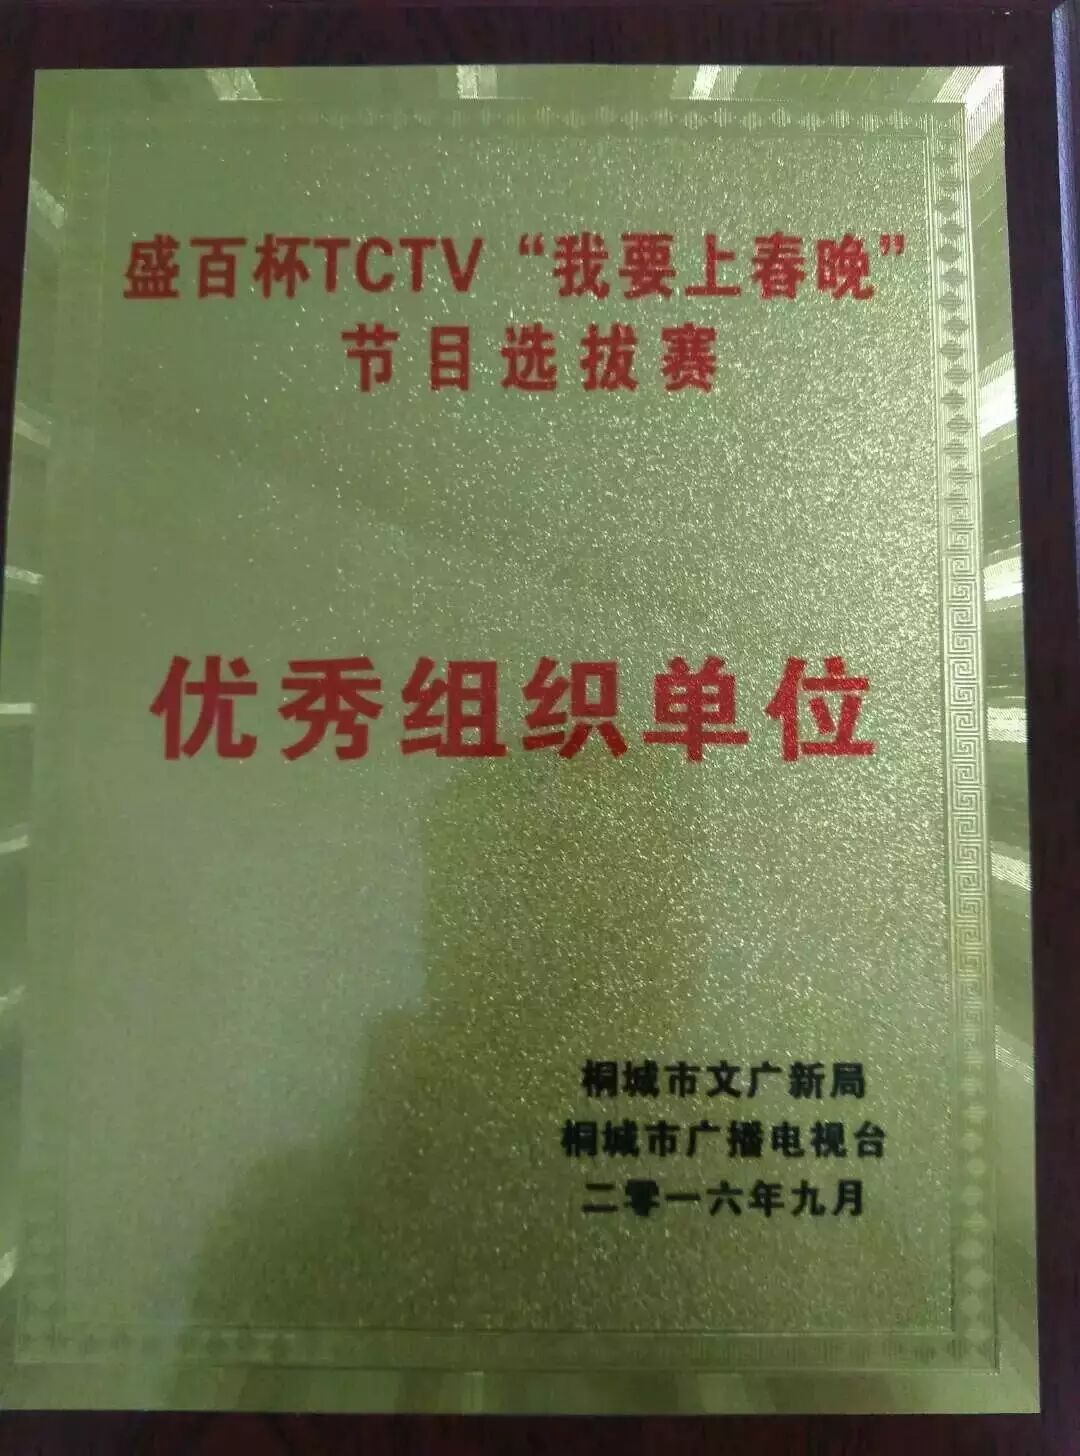 盛百杯TCTV“我要上春晚”
节目选拔赛
优秀组织单位
桐城市文广新局
桐城市广播电视台
二零一六年九月